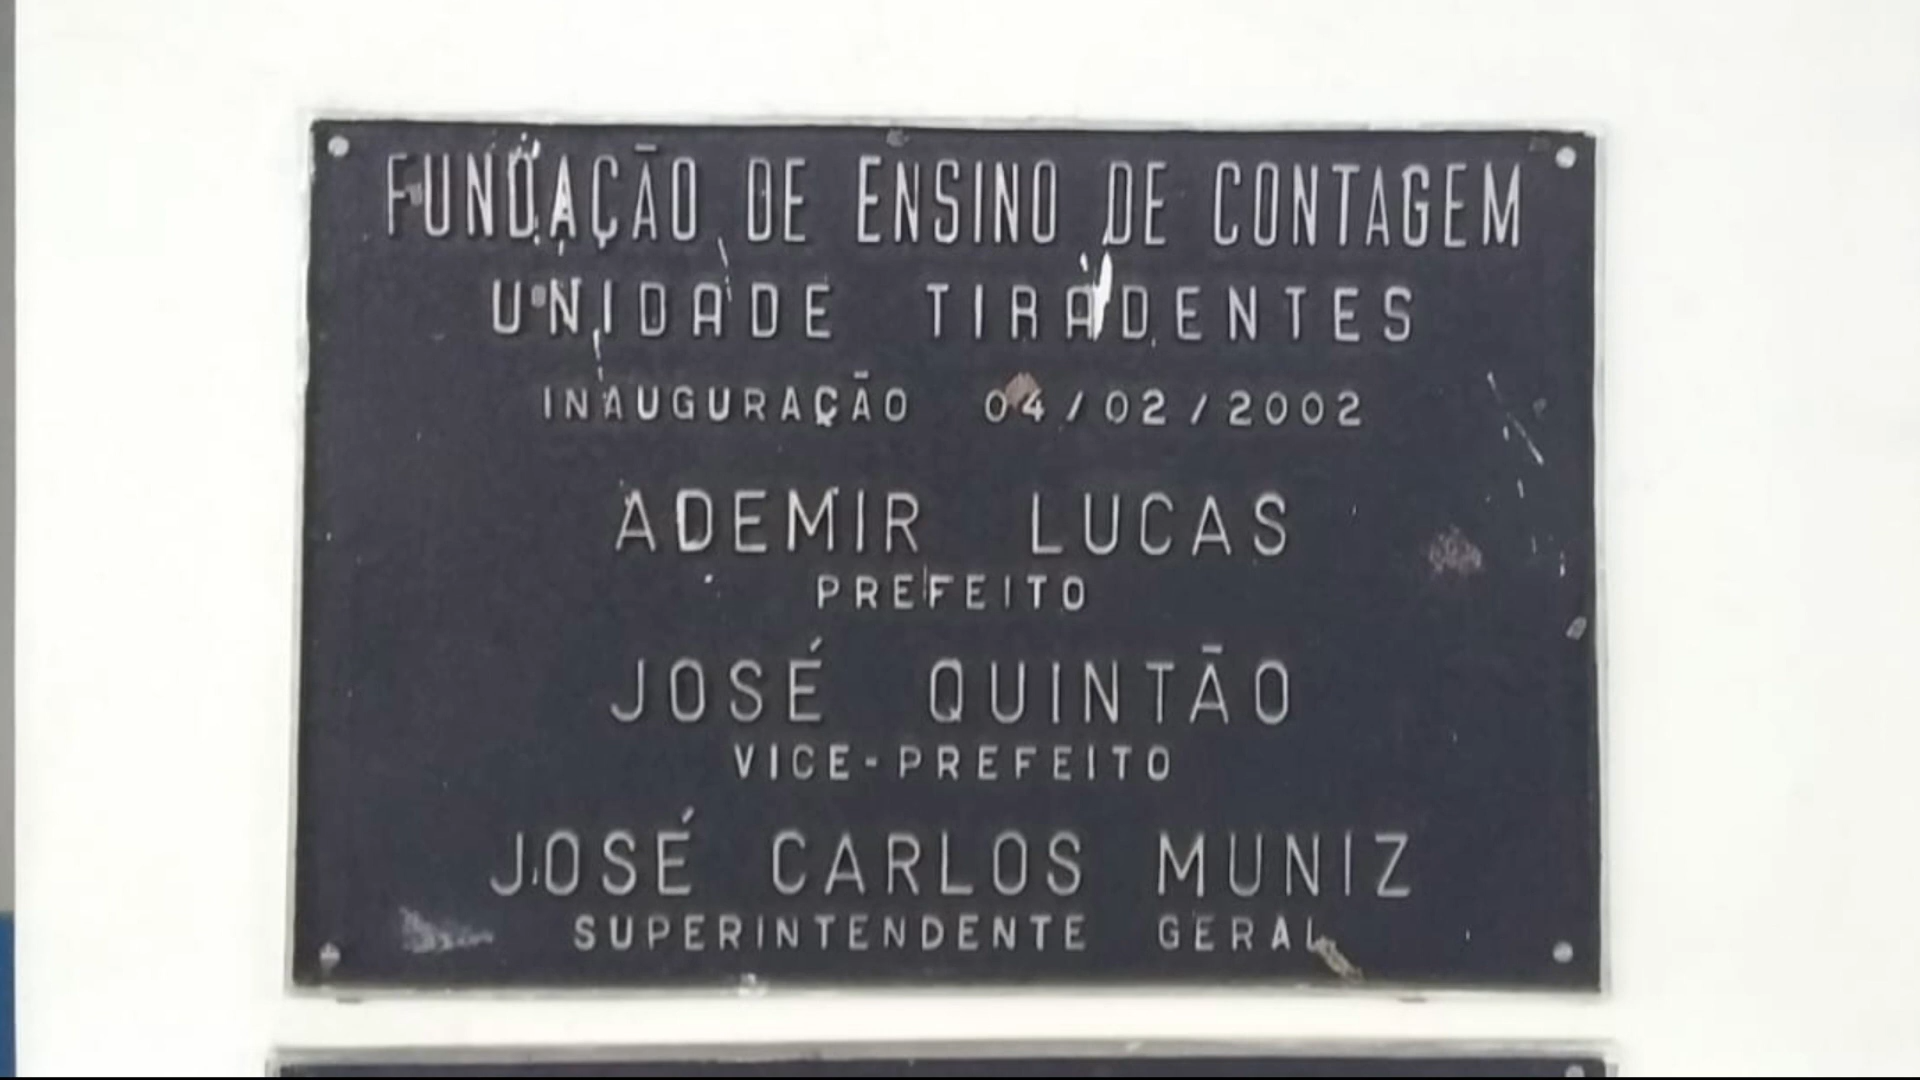 FUNDAÇÃO DE ENSINO DE CONTAGEM
UNIDADE TIRADENTES
INAUGURAÇÃO 04/02/2002
ADEMIR LUCAS
PREFEITO
JOSÉ QUINTÃO
VICE-PREFEITO
JOSÉ CARLOS MUNIZ
SUPERINTENDENTE GERAL